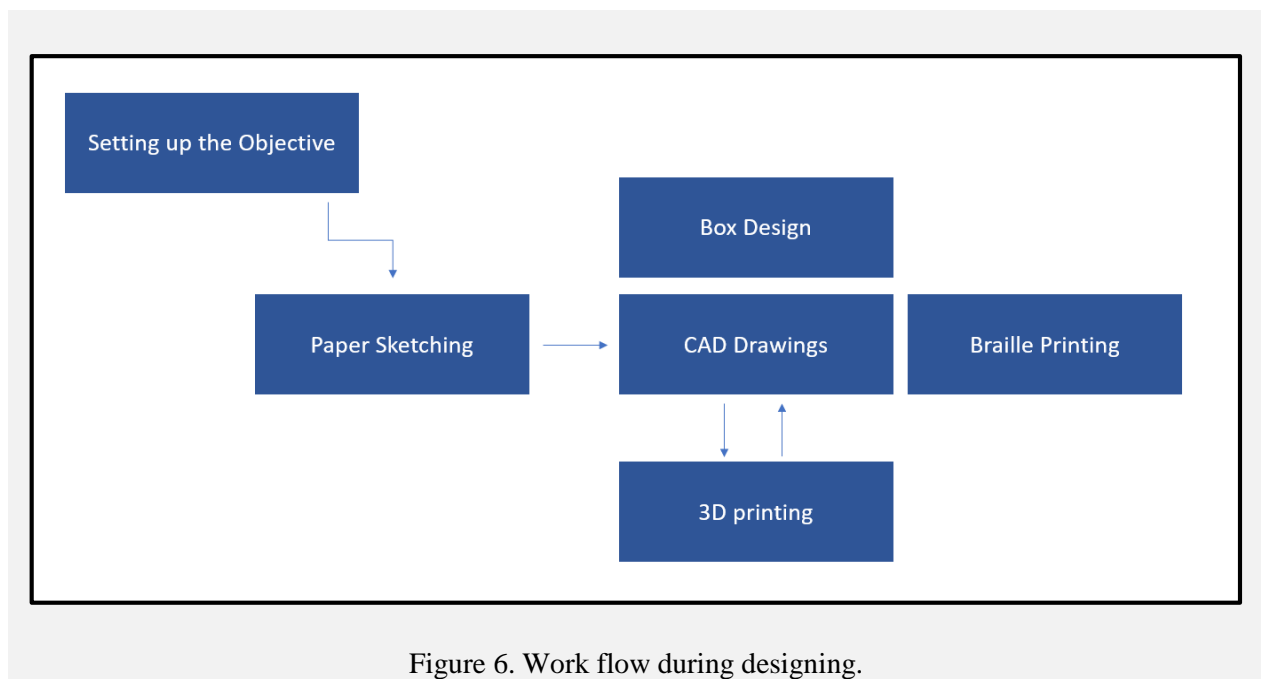 Setting up the Objective
Box Design
Paper Sketching
CAD Drawings
Braille Printing
3D printing
Figure 6. Work flow during designing.